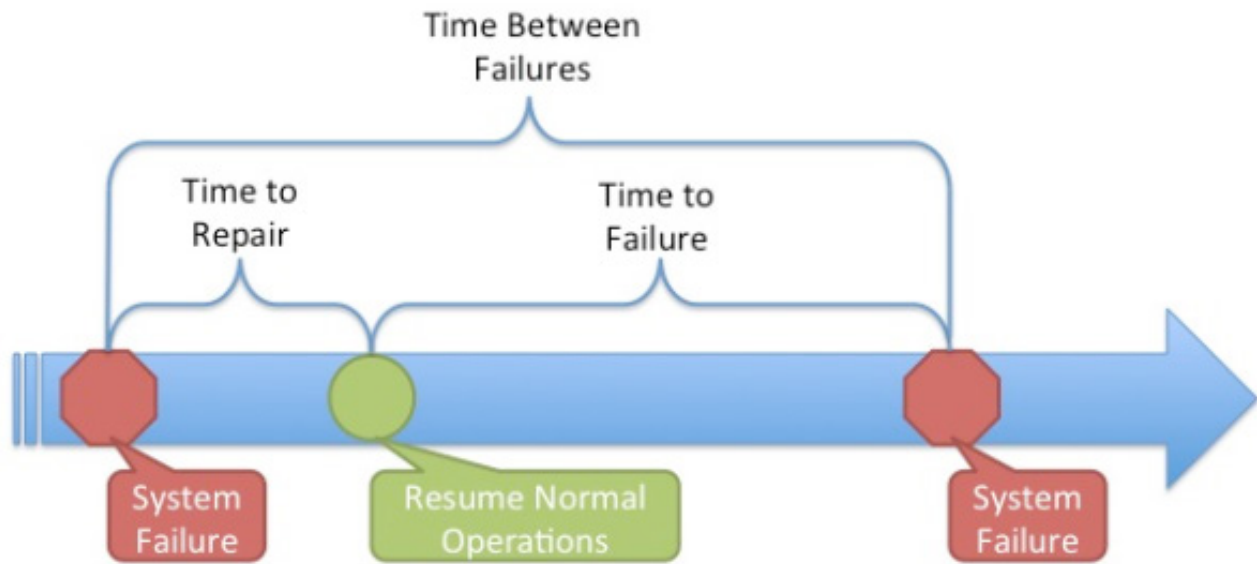 Time Between
Failures
Time to
Repair
Time to
Failure
System
Failure
Resume Normal
Operations
System
Failure